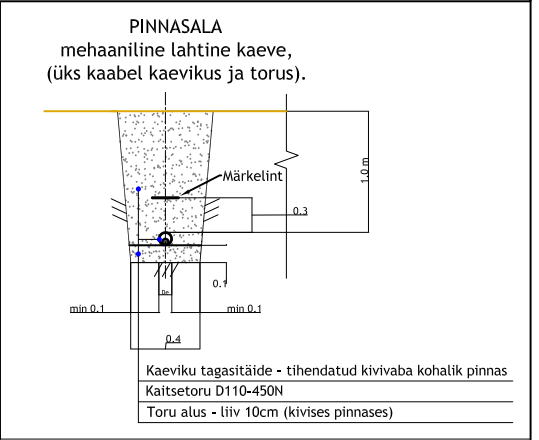 PINNASALA
mehaaniline lahtine kaeve,
(üks kaabel kaevikus ja torus).
Märkelint
1.0 m
0.3
0.1
De
min 0.1
min 0.1
0.4
Kaeviku tagasitäide - tihendatud kivivaba kohalik pinnas
Kaitsetoru D110-450N
Toru alus - liiv 10cm (kivises pinnases)